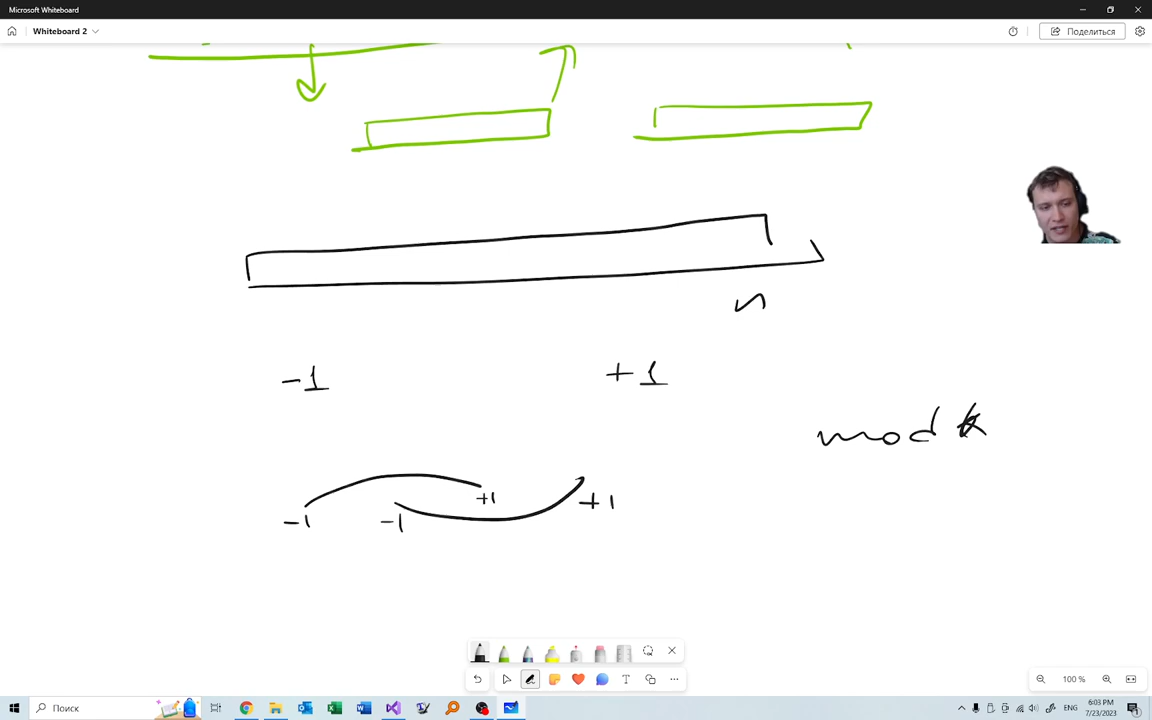 Microsoft Whiteboard
Whiteboard 2
Поделиться
n
-1 +1
mod k
+1
+1
-1 -1
100 %
Поиск
ENG
6:03 PM
7/23/2023